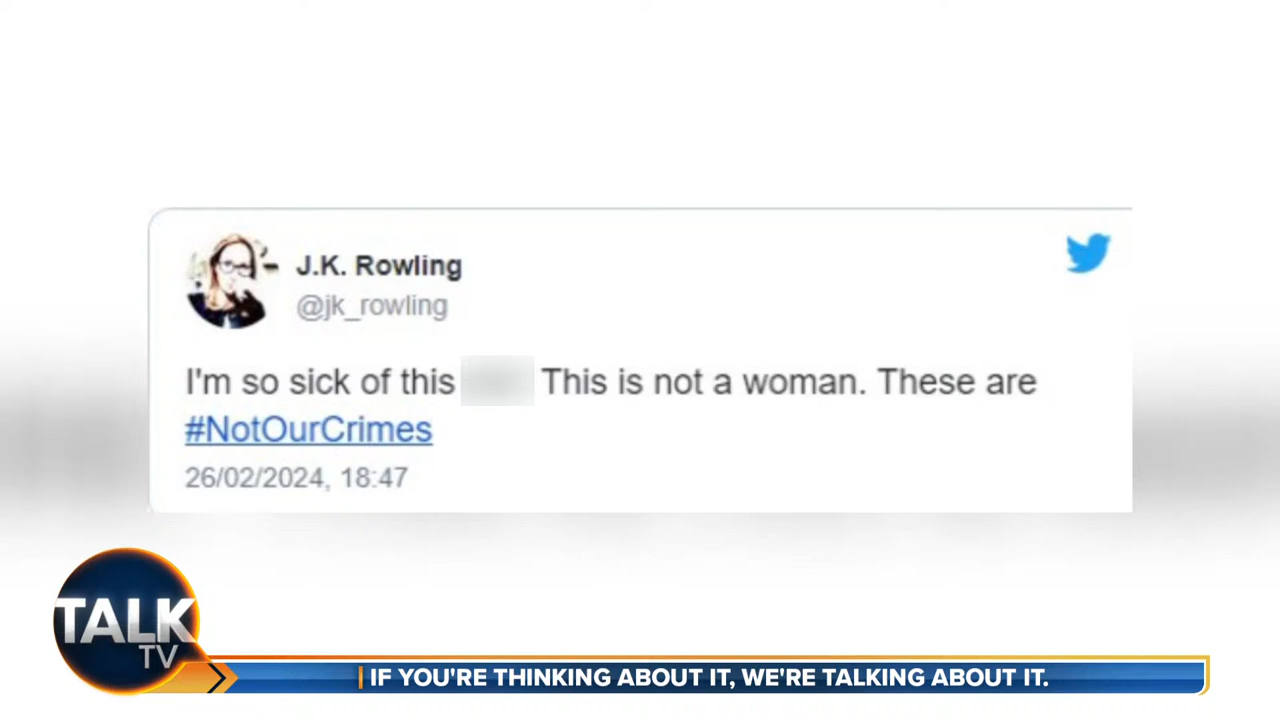 J.K. Rowling
@jk_rowling
I'm so sick of this This is not a woman. These are
#NotOurCrimes
26/02/2024, 18:47
TALK
TV
IF YOU'RE THINKING ABOUT IT, WE'RE TALKING ABOUT IT.